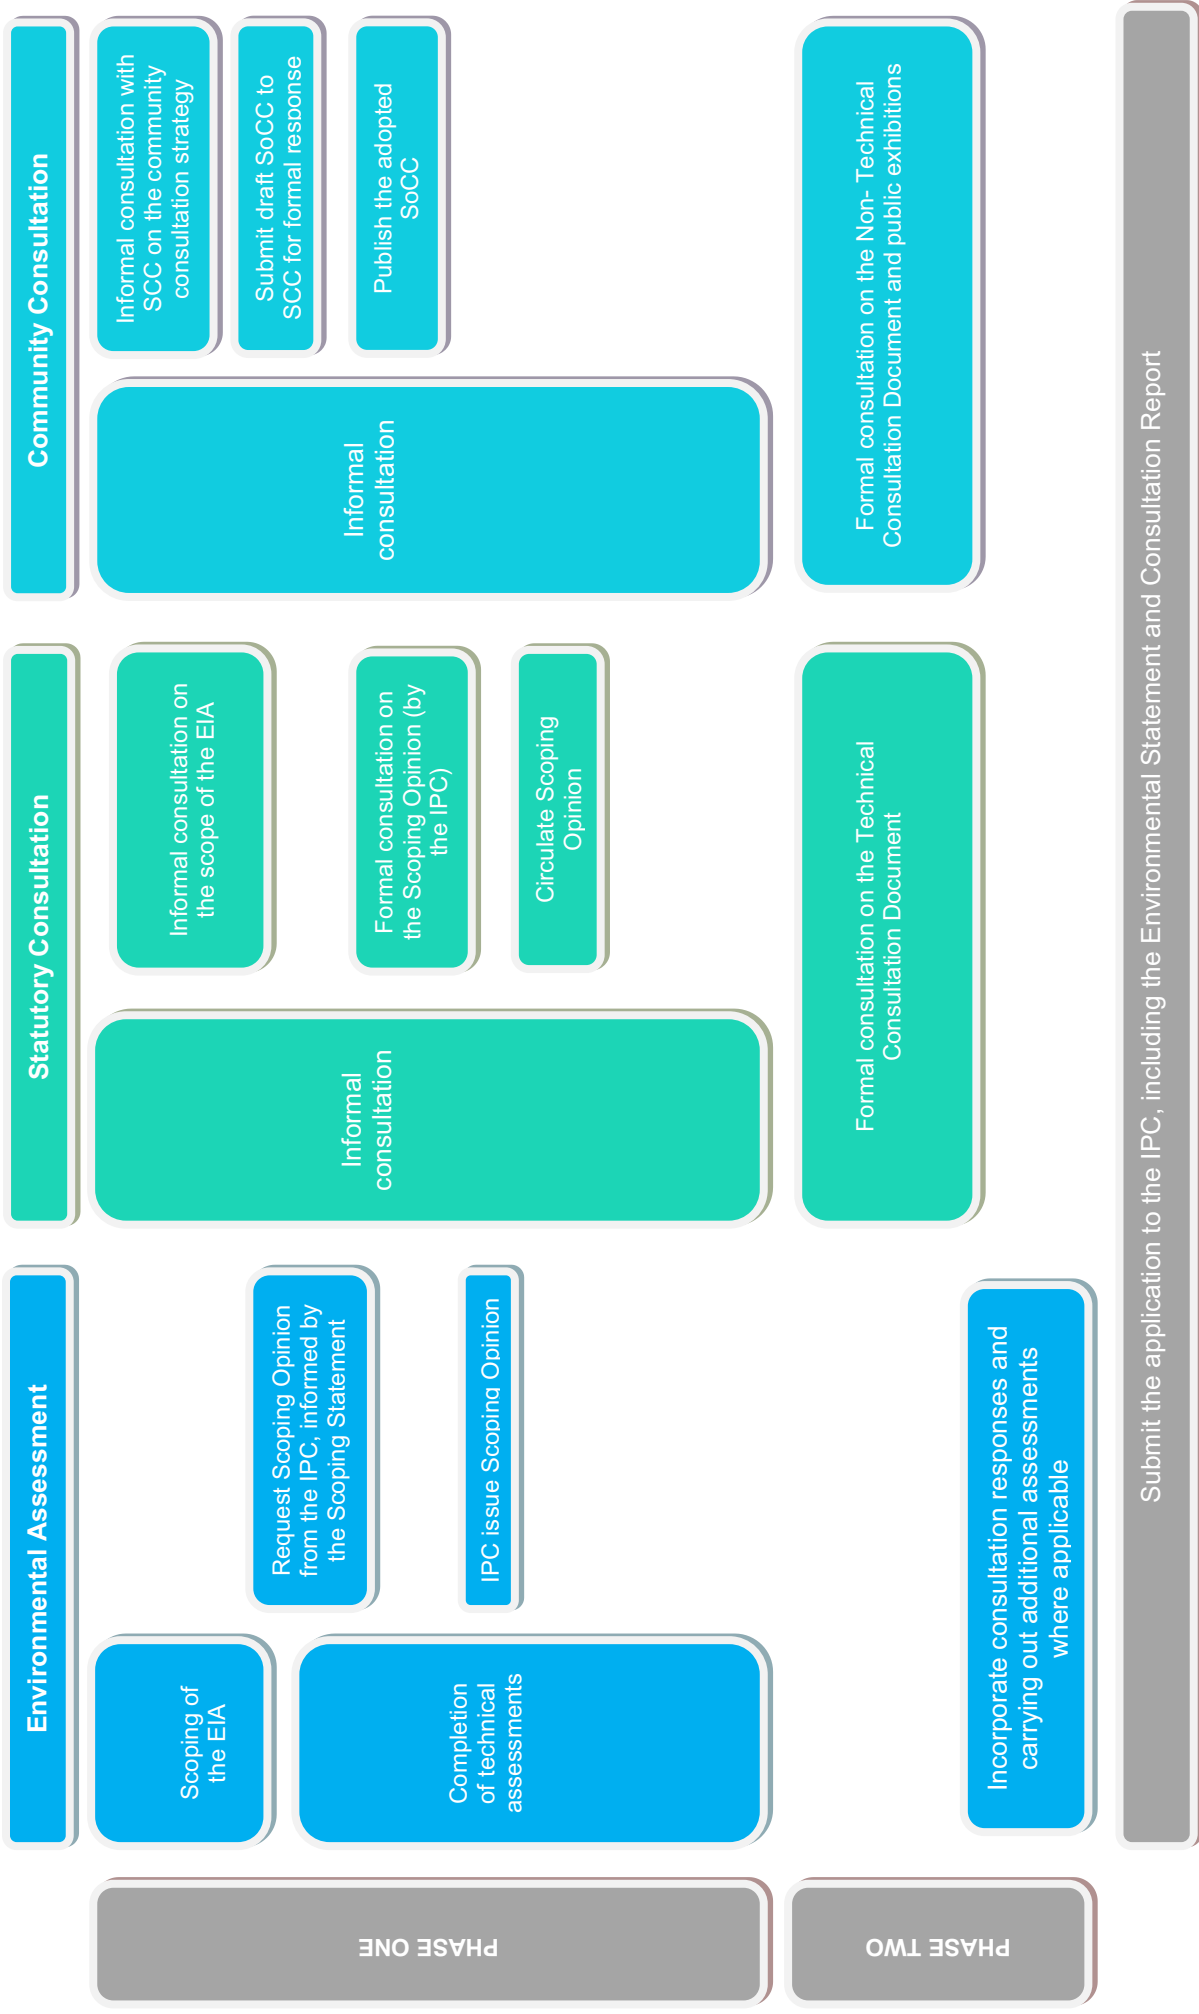 Environmental Assessment
Statutory Consultation
Community Consultation
PHASE ONE
Scoping of
the EIA
Completion
of technical
assessments
Request Scoping Opinion
from the IPC, informed by
the Scoping Statement
IPC issue Scoping Opinion
Informal
consultation
Informal consultation on
the scope of the EIA
Formal consultation on
the Scoping Opinion (by
the IPC)
Circulate Scoping
Opinion
Informal
consultation
Informal consultation with
SCC on the community
consultation strategy
Submit draft SoCC to
SCC for formal response
Publish the adopted
SoCC
PHASE TWO
Incorporate consultation responses and
carrying out additional assessments
where applicable
Formal consultation on the Technical
Consultation Document
Formal consultation on the Non- Technical
Consultation Document and public exhibitions
Submit the application to the IPC, including the Environmental Statement and Consultation Report